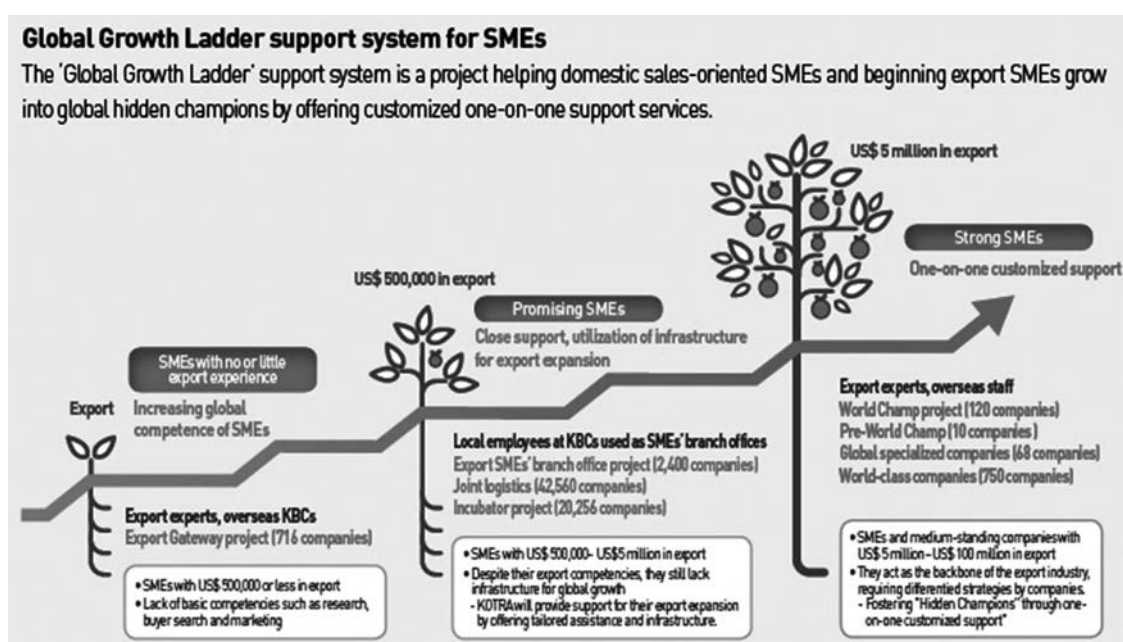 Global Growth Ladder support system for SMEs
The 'Global Growth Ladder' support system is a project helping domestic sales-oriented SMEs and beginning export SMEs grow
into global hidden champions by offering customized one-on-one support services.
Export
SMEs with no or little
export experience
Increasing global
competence of SMEs
Export experts, overseas KBCs
Export Gateway project (716 companies)
• SMEs with US$ 500,000 or less in export
• Lack of basic competencies such as research,
buyer search and marketing
US$ 500,000 in export
Promising SMEs
Close support, utilization of infrastructure
for export expansion
Local employees at KBCs used as SMEs' branch offices
Export SMEs' branch office project (2,400 companies)
Joint logistics (42,560 companies)
Incubator project (20,256 companies)
• SMEs with US$ 500,000- US$5 million in export
• Despite their export competencies, they still lack
infrastructure for global growth
- KOTRA will provide support for their export expansion
by offering tailored assistance and infrastructure.
US$ 5 million in export
Strong SMEs
One-on-one customized support
Export experts, overseas staff
World Champ project (120 companies)
Pre-World Champ (10 companies)
Global specialized companies (68 companies)
World-class companies (750 companies)
• SMEs and medium-standing companies with
US$ 5 million – US$ 100 million in export
• They act as the backbone of the export industry,
requiring differentied strategies by companies.
- Fostering "Hidden Champions" through one-
on-one customized support"